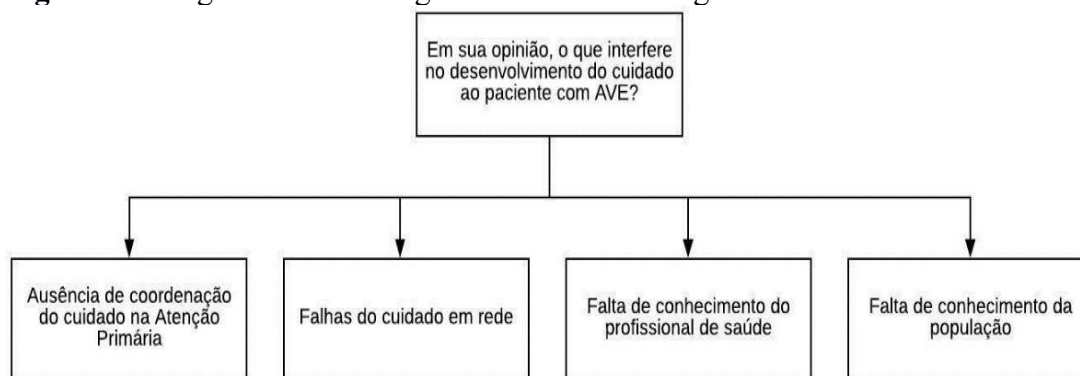 Em sua opinião, o que interfere
no desenvolvimento do cuidado
ao paciente com AVE?
Ausência de coordenação
do cuidado na Atenção
Primária
Falhas do cuidado em rede
Falta de conhecimento do
profissional de saúde
Falta de conhecimento da
população